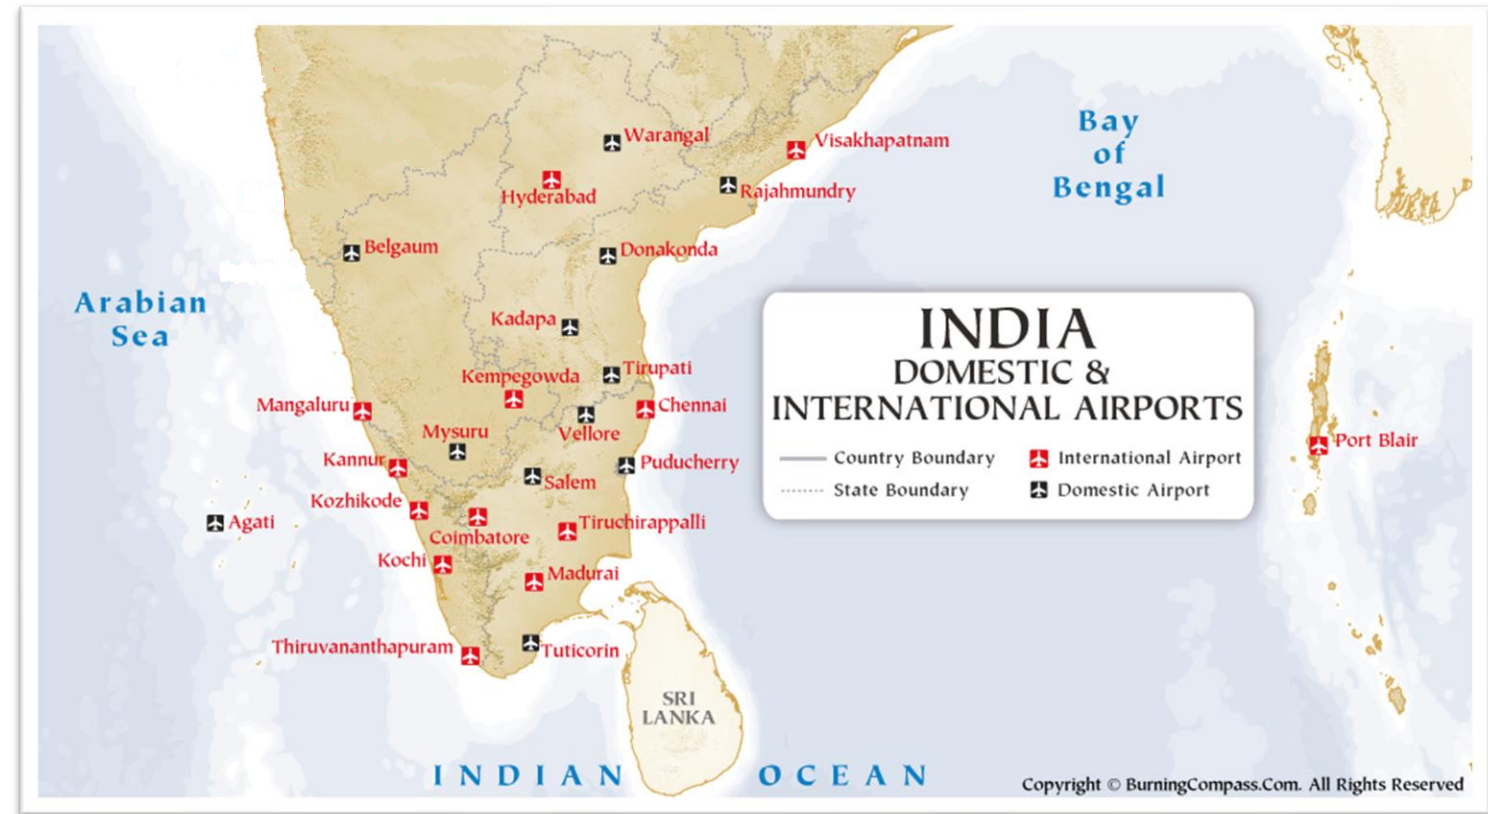 Warangal
Visakhapatnam
Hyderabad
Rajahmundry
Belgaum
Donakonda
Kadapa
Tirupati
Kempegowda
Mangaluru
Chennai
Mysuru
Vellore
Kannur
Puducherry
Salem
Kozhikode
Agati
Coimbatore
Tiruchirappalli
Kochi
Madurai
Thiruvananthapuram
Tuticorin
Port Blair
Arabian
Sea
Bay
of
Bengal
INDIA
DOMESTIC &
INTERNATIONAL AIRPORTS
Country Boundary
International Airport
State Boundary
Domestic Airport
SRI
LANKA
INDIAN OCEAN
Copyright © BurningCompass.Com. All Rights Reserved